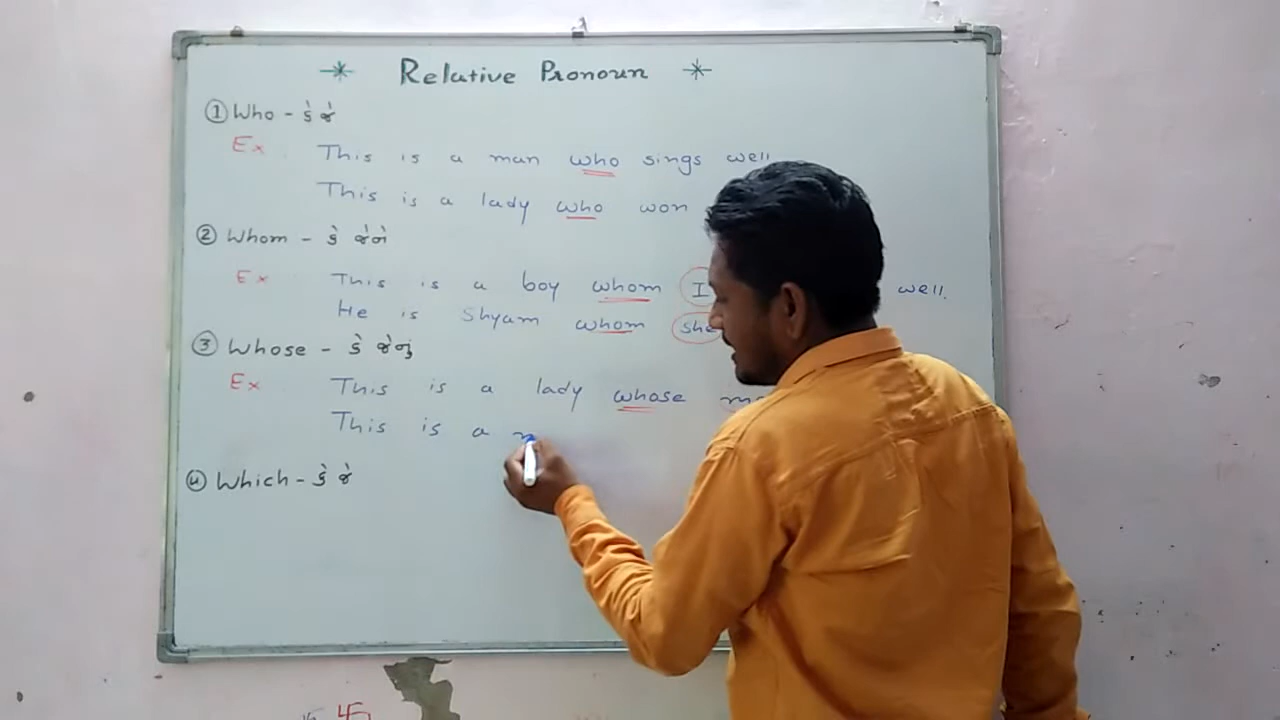 * Relative Pronoun *
① Who - કે જે
Ex This is a man who sings well
This is a lady who won
② Whom - કે જેને
Ex This is a boy whom I well.
He is Shyam whom she
③ Whose - કે જેનું
Ex This is a lady whose
This is a
④ Which - કે જે